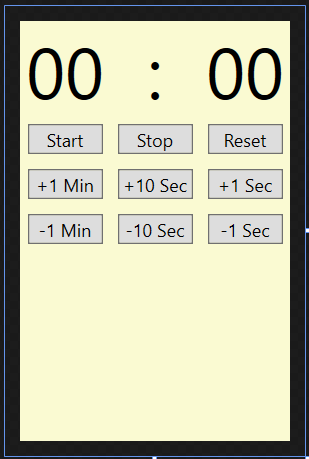 00 : 00
Start Stop Reset
+1 Min +10 Sec +1 Sec
-1 Min -10 Sec -1 Sec